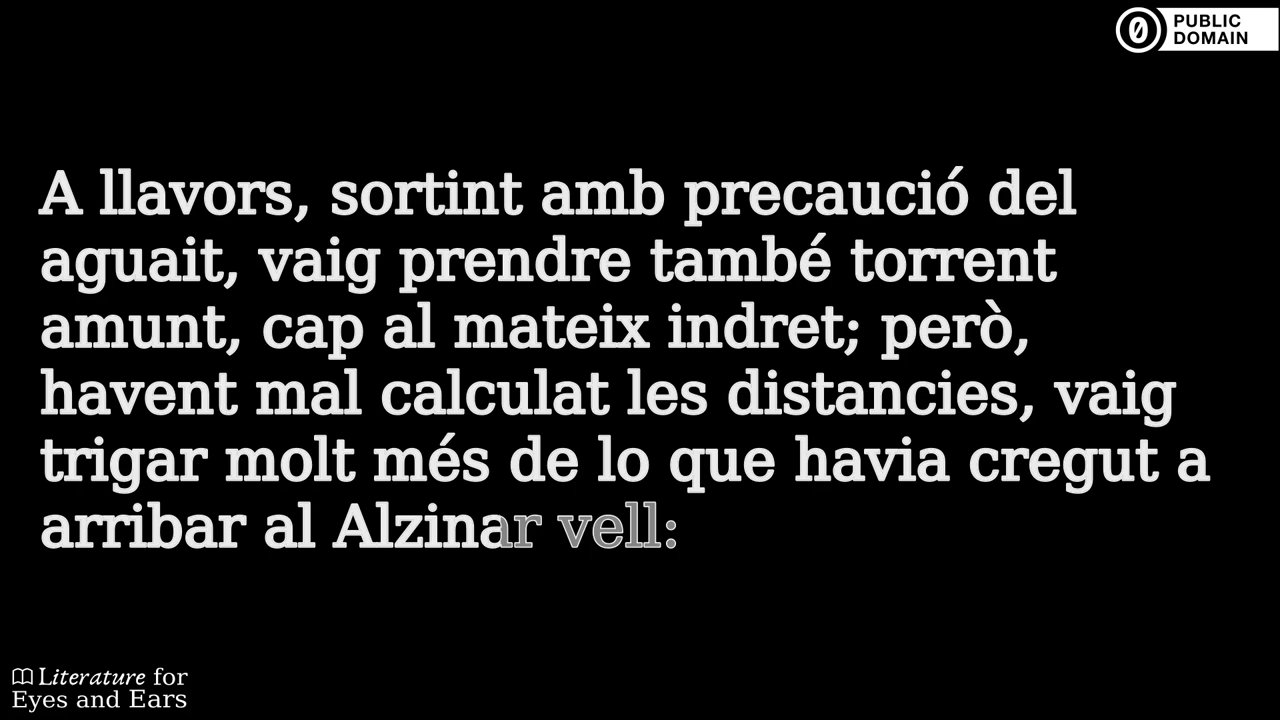 PUBLIC
DOMAIN
A llavors, sortint amb precaució del
aguait, vaig prendre també torrent
amunt, cap al mateix indret; però,
havent mal calculat les distancies, vaig
trigar molt més de lo que havia cregut a
arribar al Alzinar vell:
Literature for
Eyes and Ears